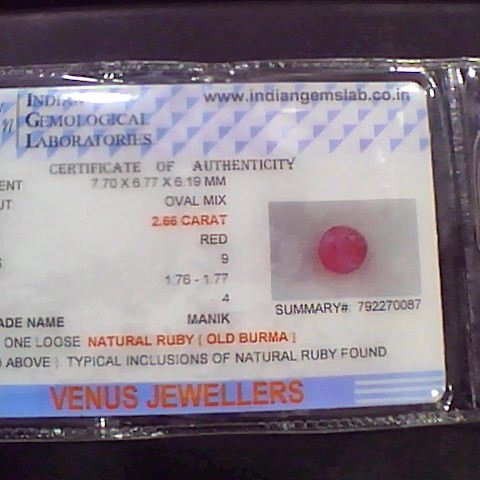 INDIAN
GEMOLOGICAL
LABORATORIES
www.indiangemslab.co.in
CERTIFICATE OF AUTHENTICITY
ENT 7.70 X 6.77 X 5.19 MM
UT OVAL MIX
2.66 CARAT
RED
S 9
1.76 - 1.77
4
ADE NAME MANIK
SUMMARY#: 792270087
ONE LOOSE NATURAL RUBY ( OLD BURMA )
ABOVE ). TYPICAL INCLUSIONS OF NATURAL RUBY FOUND.
VENUS JEWELLERS